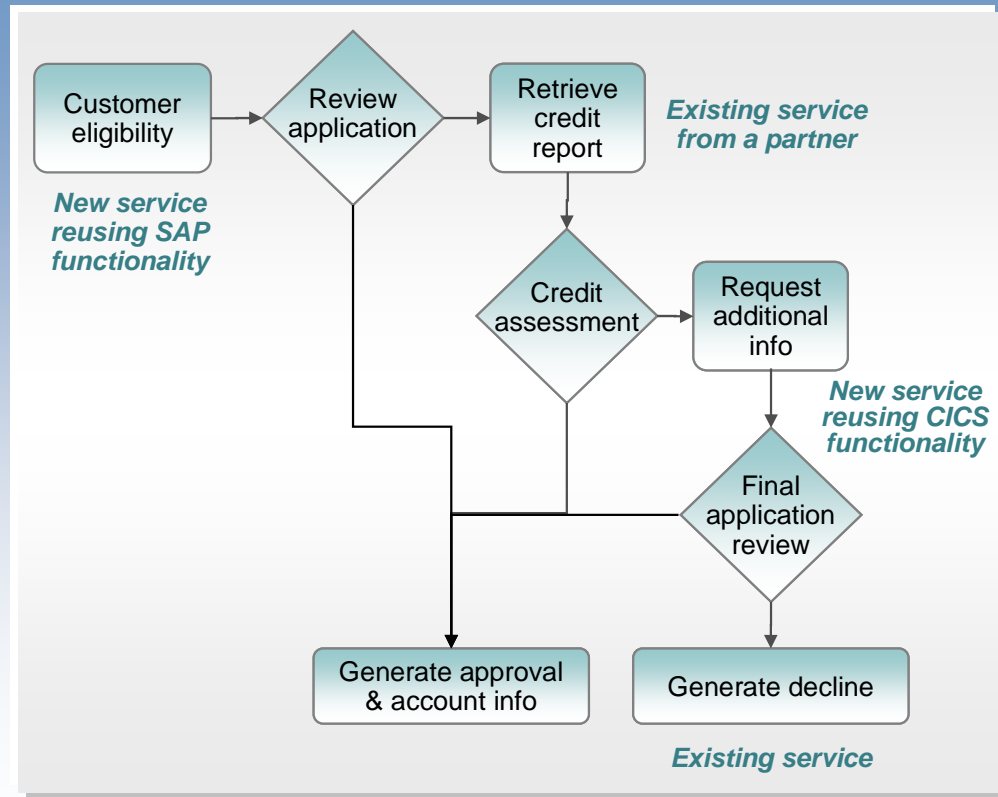 Customer
eligibility
New service
reusing SAP
functionality
Review
application
Retrieve
credit
report
Existing service
from a partner
Credit
assessment
Request
additional
info
New service
reusing CICS
functionality
Final
application
review
Generate approval
& account info
Generate decline
Existing service